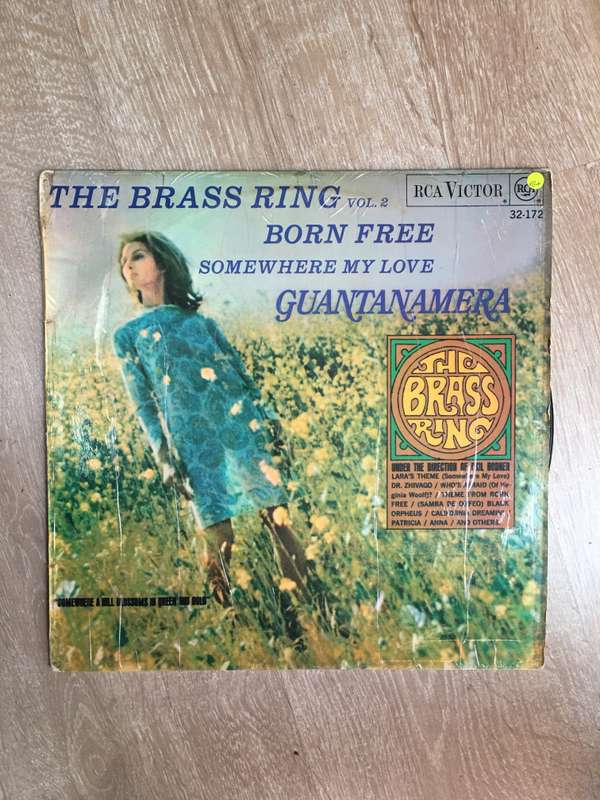 THE BRASS RING VOL. 2
RCA VICTOR
RCA
32-172
BORN FREE
SOMEWHERE MY LOVE
GUANTANAMERA
THE
BRASS
RING
UNDER THE DIRECTION OF PHIL BODNER
LARA'S THEME (Somewhere My Love)
DR. ZHIVAGO / WHO'S AFRAID (Of Vir-
ginia Woolf)? / THEME FROM BORN
FREE / (SAMBA DE ORFEO) BLACK
ORPHEUS / CALIFORNIA DREAMIN' /
PATRICIA / ANNA / AND OTHERS.
"SOMEWHERE A HILL BLOSSOMS IN GREEN AND GOLD"